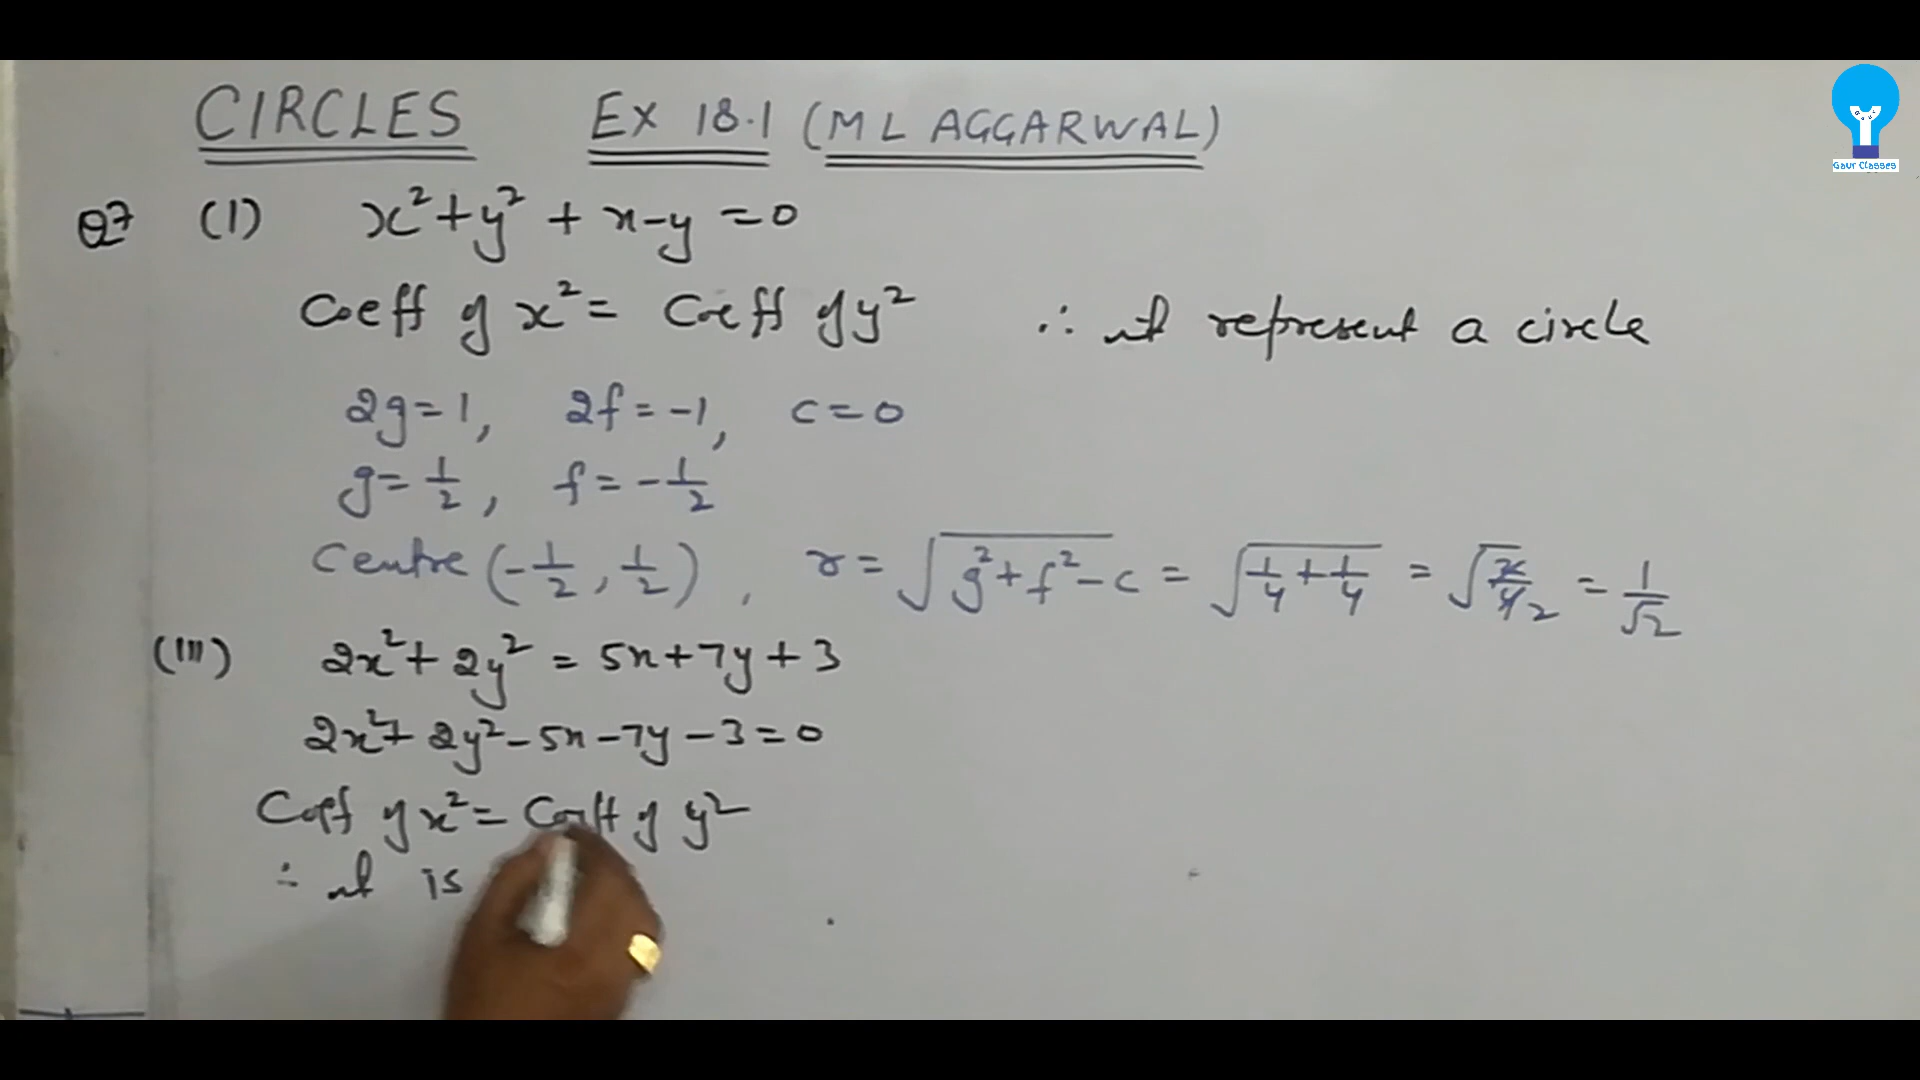 CIRCLES EX 18.1 (M L AGGARWAL)
Gaur Classes
Q7 (I) x²+y² + x-y = 0
Coeff of x² = Coeff of y² ∴ it represent a circle
2g=1, 2f=-1, c=0
g=1/2, f=-1/2
Centre (-1/2, 1/2), r = √(g²+f²-c) = √(1/4+1/4) = √(2/4) 2 = 1/√2
(III) 2x²+2y² = 5x+7y+3
2x²+2y²-5x-7y-3=0
Coeff of x² = Coeff of y²
∴ it is